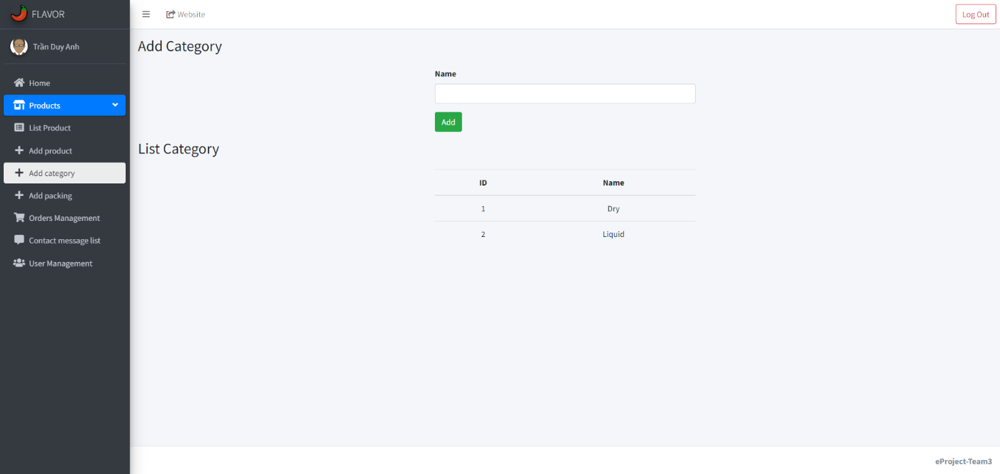 FLAVOR
Trần Duy Anh
Home
Products
List Product
Add product
Add category
Add packing
Orders Management
Contact message list
User Management
Website
Log Out
Add Category
Name
Add
List Category
ID Name
1 Dry
2 Liquid
eProject-Team3